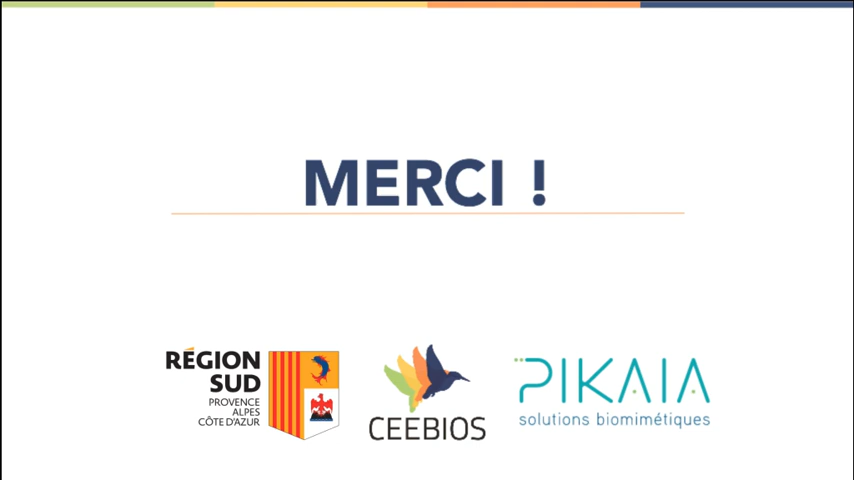 MERCI !
RÉGION
SUD
PROVENCE
ALPES
CÔTE D'AZUR
CEEBIOS
PIKAIA
solutions biomimétiques